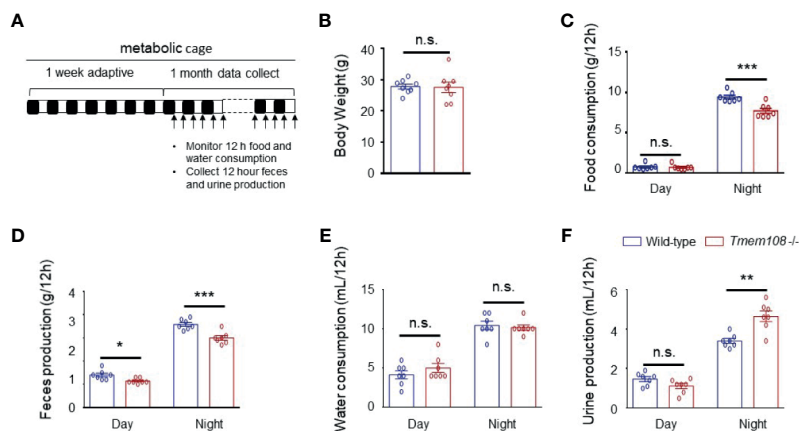 A
metabolic cage
1 week adaptive
1 month data collect
• Monitor 12 h food and
water consumption
• Collect 12 hour feces
and urine production
B
Body Weight (g)
40
30
20
10
0
n.s.
C
Food consumption (g/12h)
15
10
5
0
n.s.
***
Day
Night
D
Feces production (g/12h)
4
3
2
1
0
*
***
Day
Night
E
Water consumption (mL/12h)
15
10
5
0
n.s.
n.s.
Day
Night
F
Wild-type
Tmem108 -/-
Urine production (mL/12h)
6
4
2
0
n.s.
**
Day
Night